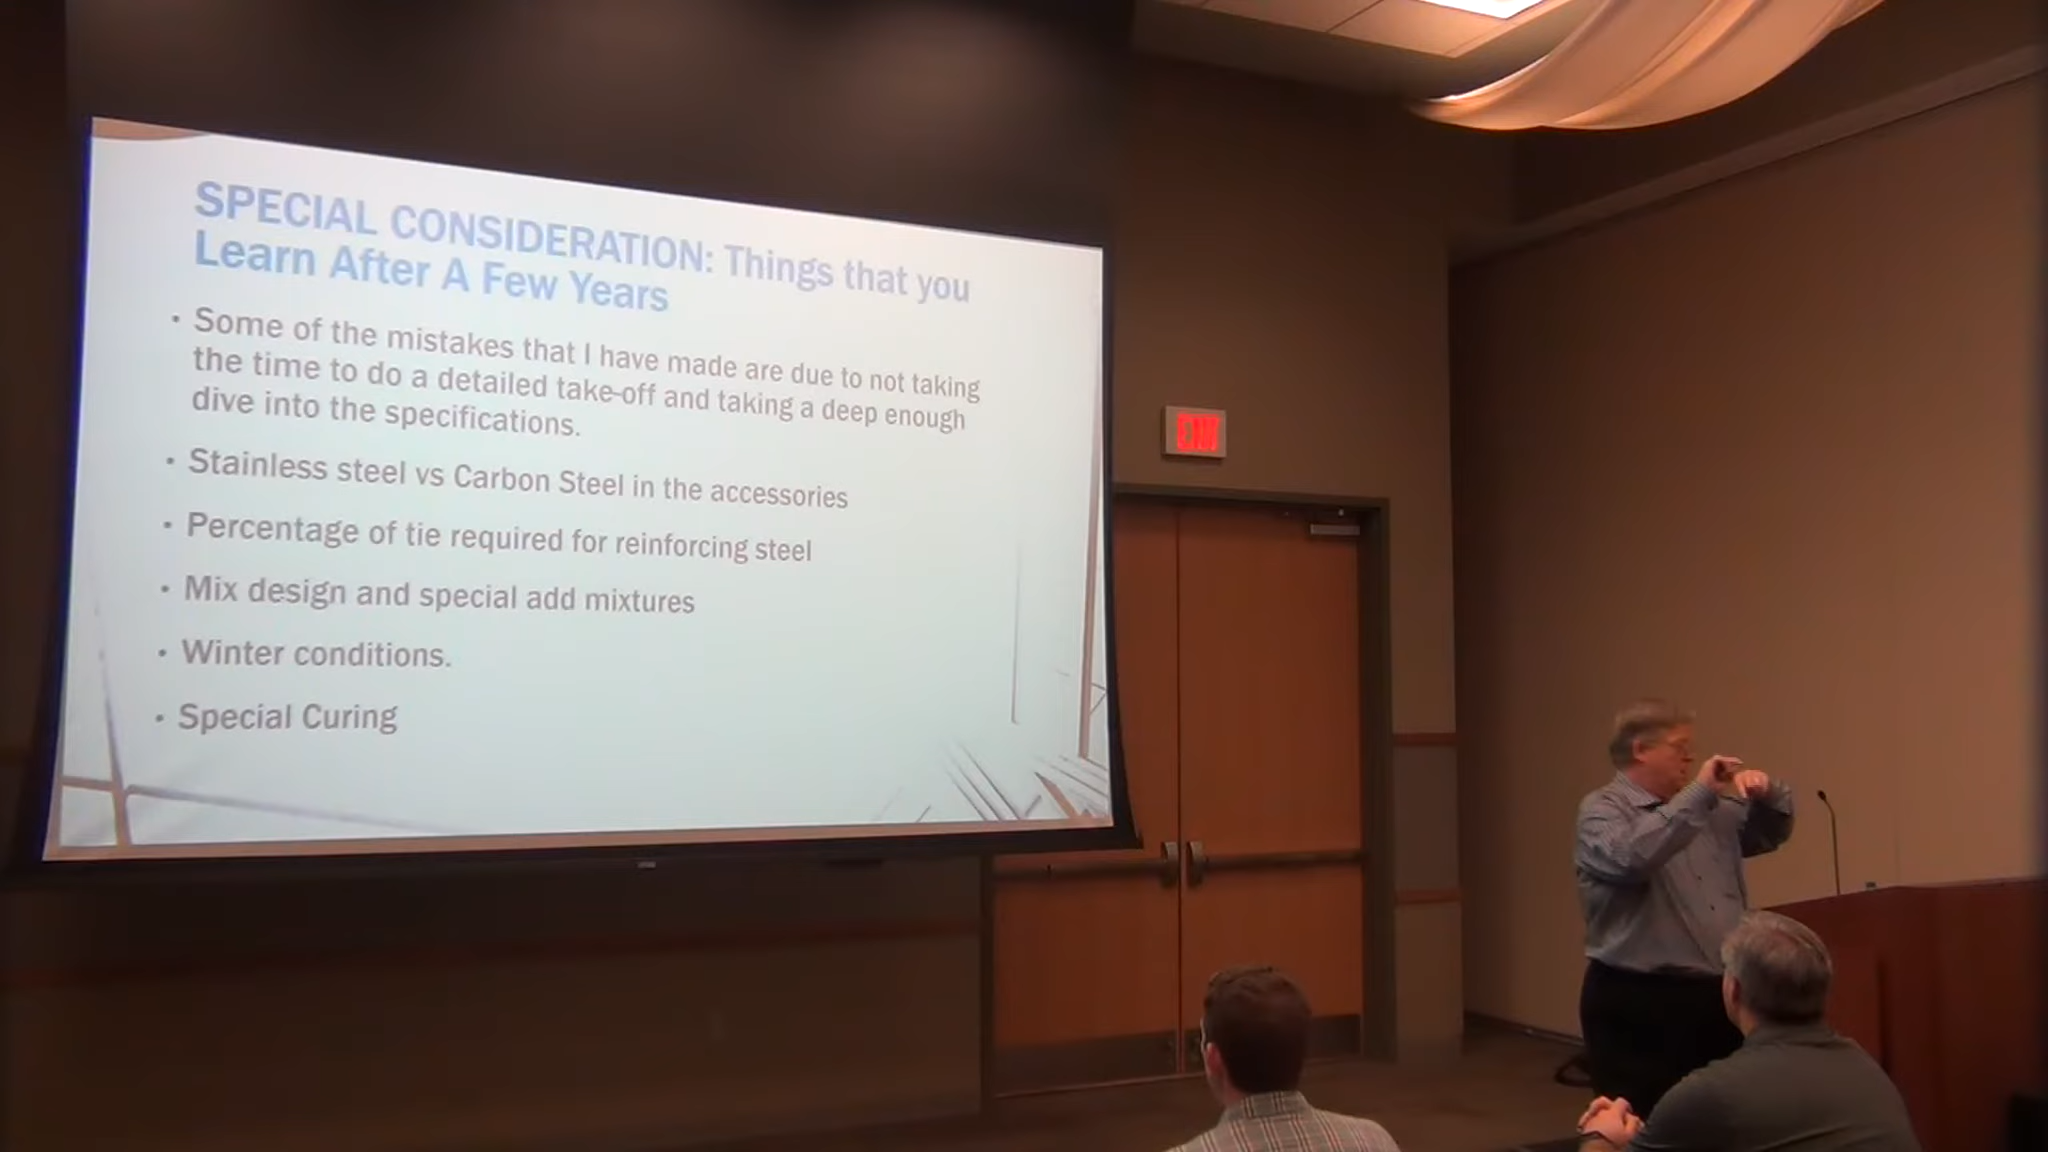 SPECIAL CONSIDERATION: Things that you
Learn After A Few Years
• Some of the mistakes that I have made are due to not taking
the time to do a detailed take-off and taking a deep enough
dive into the specifications.
• Stainless steel vs Carbon Steel in the accessories
• Percentage of tie required for reinforcing steel
• Mix design and special add mixtures
• Winter conditions.
• Special Curing
EXIT